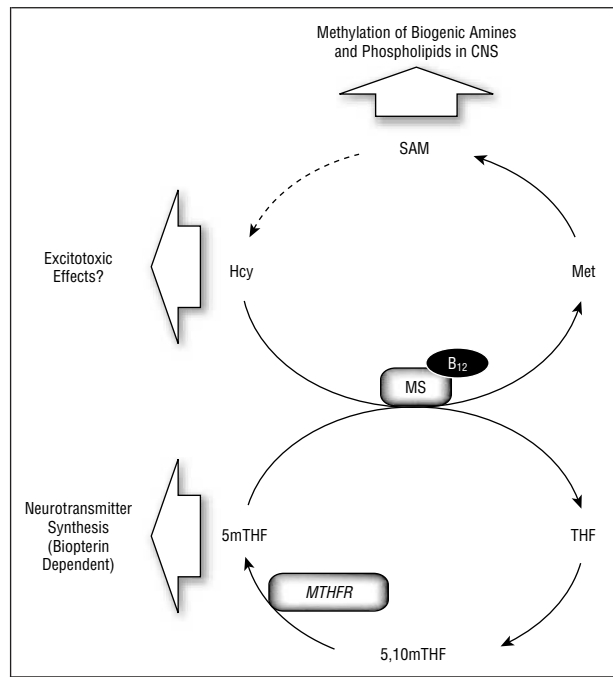 Methylation of Biogenic Amines
and Phospholipids in CNS
SAM
Excitotoxic
Effects?
Hcy
Met
B12
MS
Neurotransmitter
Synthesis
(Biopterin
Dependent)
5mTHF
THF
MTHFR
5,10mTHF